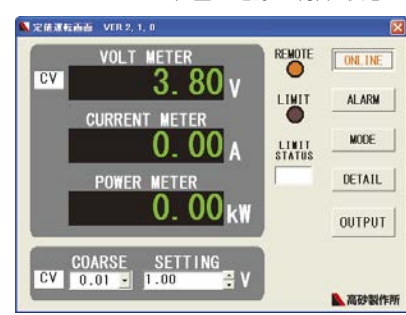 定値運転画面 VER 2, 1, 0
VOLT METER
CV
3. 80 V
CURRENT METER
0. 00 A
POWER METER
0. 00 kW
REMOTE
LIMIT
LIMIT
STATUS
ONLINE
ALARM
MODE
DETAIL
OUTPUT
COARSE SETTING
CV 0.01 1.00 V
高砂製作所